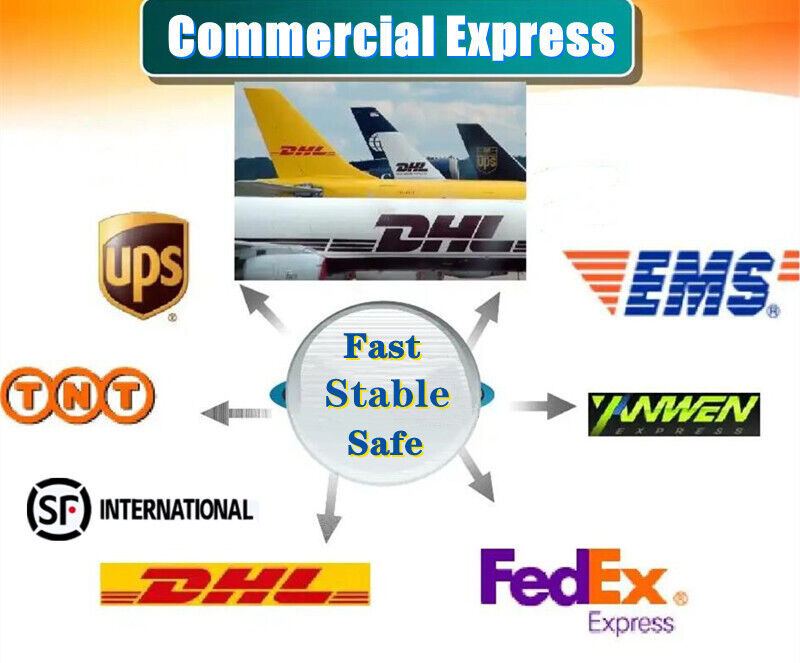 Commercial Express
DHL
DHL
ups
DHL
ups
®
EMS®
Fast
Stable
Safe
TNT
YANWEN
EXPRESS
SF INTERNATIONAL
DHL
FedEx®
Express